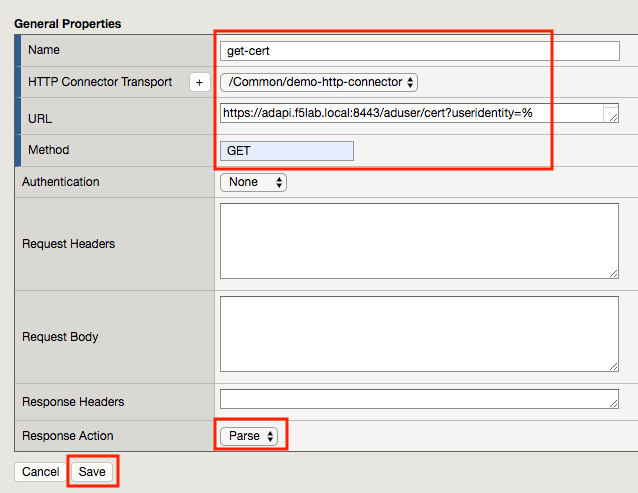 General Properties
Name get-cert
HTTP Connector Transport + /Common/demo-http-connector
URL https://adapi.f5lab.local:8443/aduser/cert?useridentity=%
Method GET
Authentication None
Request Headers
Request Body
Response Headers
Response Action Parse
Cancel Save